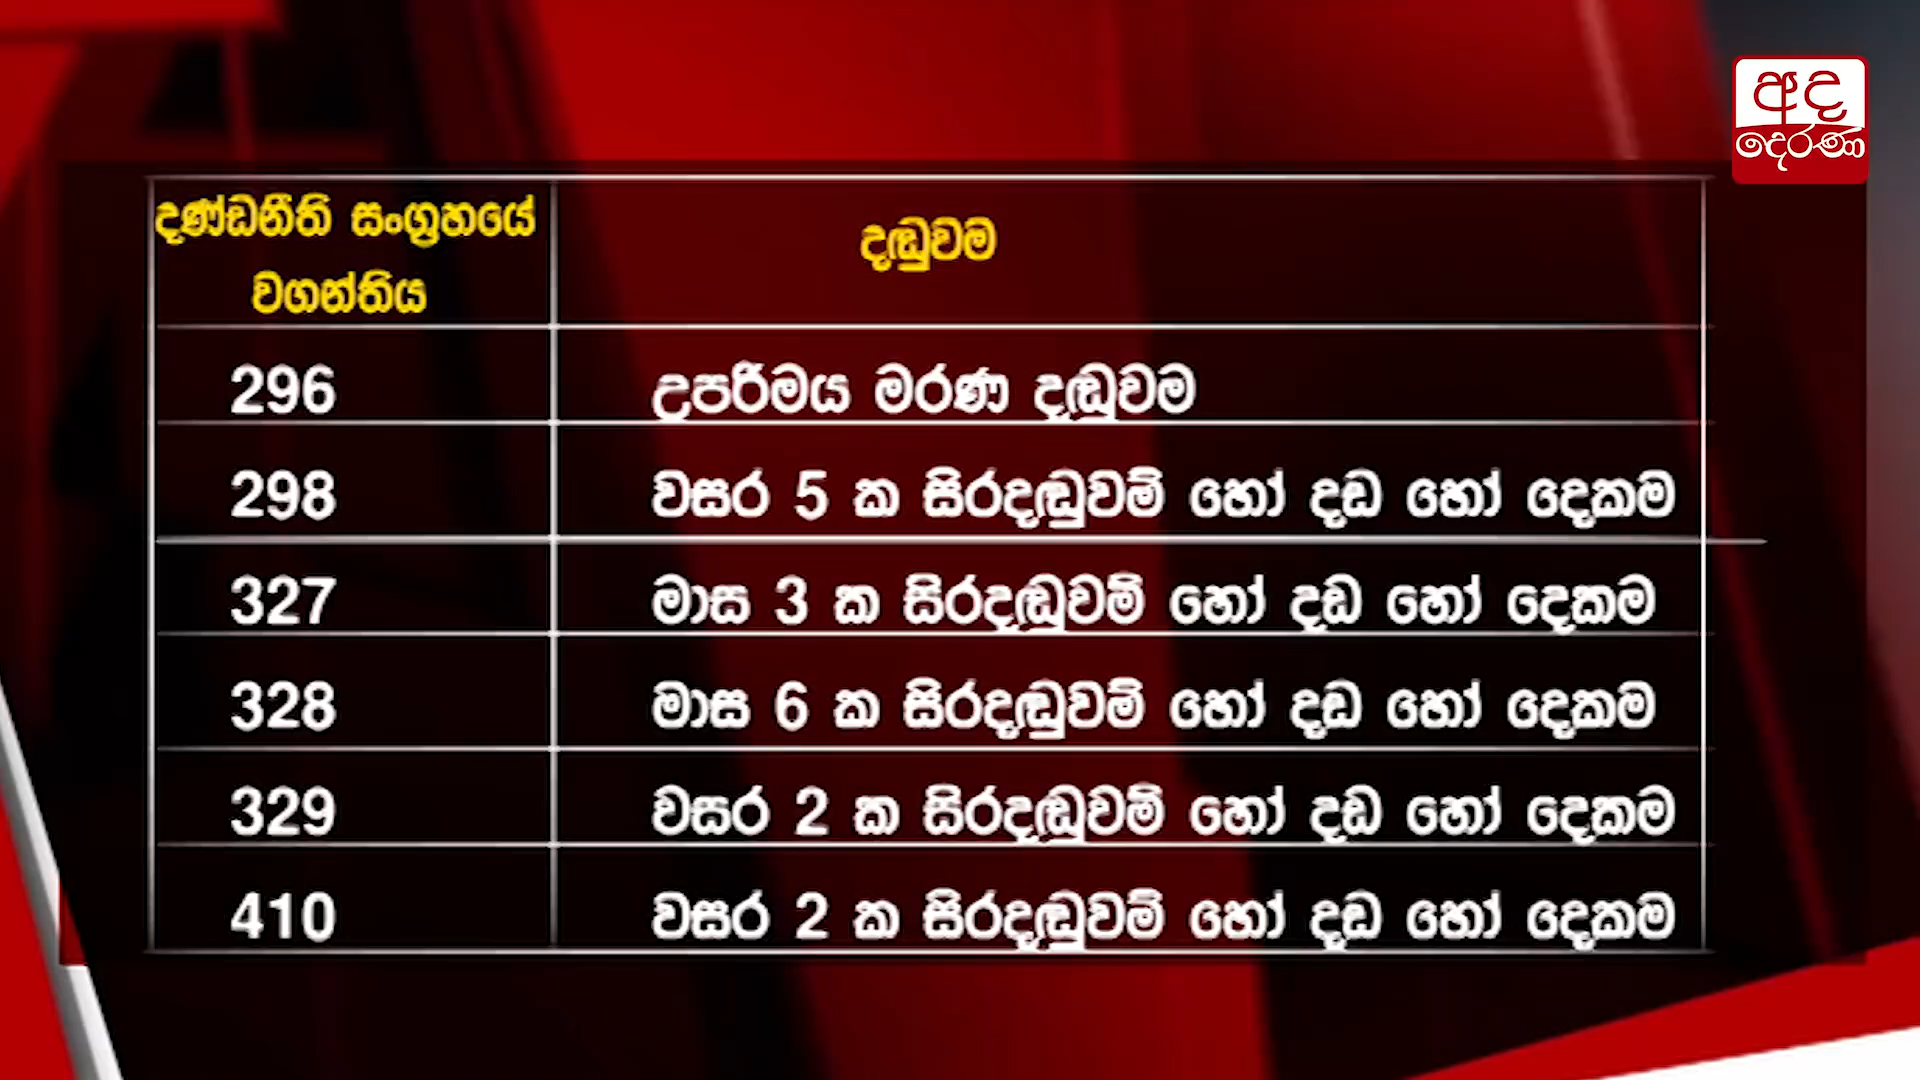 අද
දෙරණ
දණ්ඩනීති සංග්‍රහයේ
වගන්තිය
දඬුවම
296 උපරිමය මරණ දඬුවම
298 වසර 5 ක සිරදඬුවම් හෝ දඩ හෝ දෙකම
327 මාස 3 ක සිරදඬුවම් හෝ දඩ හෝ දෙකම
328 මාස 6 ක සිරදඬුවම් හෝ දඩ හෝ දෙකම
329 වසර 2 ක සිරදඬුවම් හෝ දඩ හෝ දෙකම
410 වසර 2 ක සිරදඬුවම් හෝ දඩ හෝ දෙකම